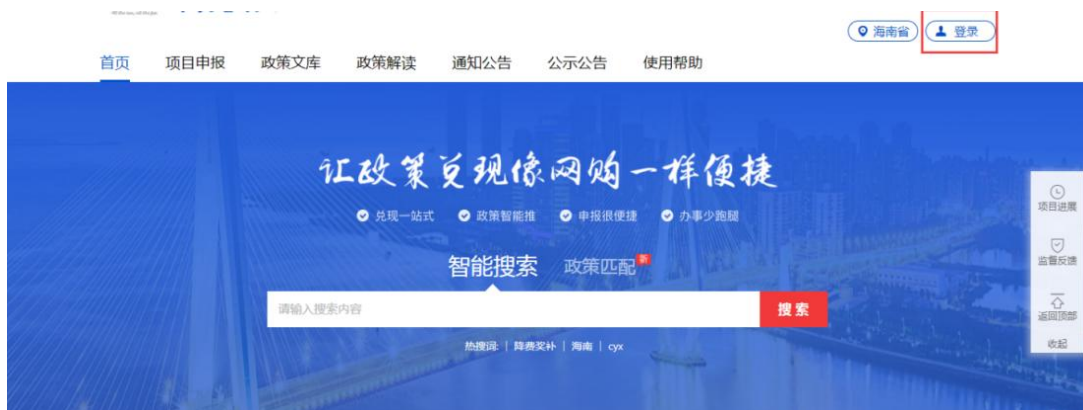 海南省 登录
首页 项目申报 政策文库 政策解读 通知公告 公示公告 使用帮助
让政策兑现像网购一样便捷
兑现一站式 政策智能推 申报很便捷 办事少跑腿
智能搜索 政策匹配 新
请输入搜索内容 搜索
热搜词: | 降费奖补 | 海南 | cyx
项目进展
监督反馈
返回顶部
收起